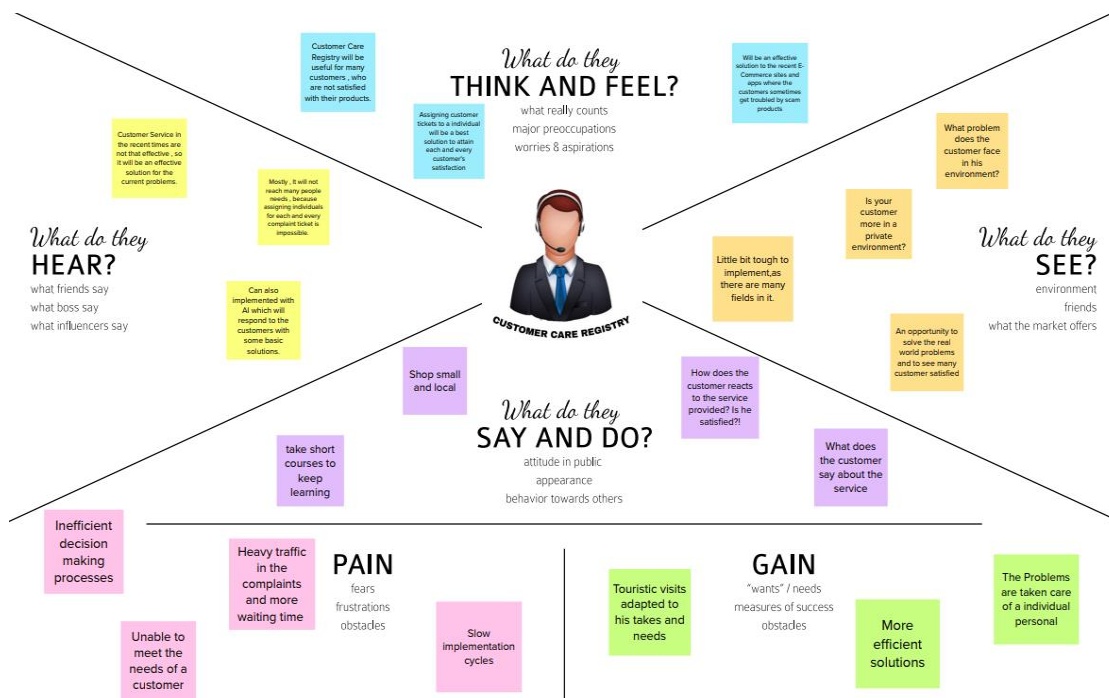 What do they
THINK AND FEEL?
what really counts
major preoccupations
worries & aspirations
Customer Care
Registry will be
useful for many
customers , who
are not satisfied
with their products.
Assigning customer
tickets to a individual
will be a best
solution to attain
each and every
customer's
satisfaction
Will be an effective
solution to the recent E-
Commerce sites and
apps where the
customers sometimes
get troubled by scam
products
What do they
HEAR?
what friends say
what boss say
what influencers say
Customer Service in
the recent times are
not that effective , so
it will be an effective
solution for the
current problems.
Mostly , It will not
reach many people
needs , because
assigning individuals
for each and every
complaint ticket is
impossible.
Can also
implemented with
AI which will
respond to the
customers with
some basic
solutions.
CUSTOMER CARE REGISTRY
What do they
SEE?
environment
friends
what the market offers
What problem
does the
customer face
in his
environment?
Is your
customer
more in a
private
environment?
Little bit tough to
implement,as
there are many
fields in it.
An opportunity to
solve the real
world problems
and to see many
customer satisfied
What do they
SAY AND DO?
attitude in public
appearance
behavior towards others
Shop small
and local
take short
courses to
keep
learning
How does the
customer reacts
to the service
provided? Is he
satisfied?!
What does
the customer
say about the
service
PAIN
fears
frustrations
obstacles
Inefficient
decision
making
processes
Heavy traffic
in the
complaints
and more
waiting time
Unable to
meet the
needs of a
customer
Slow
implementation
cycles
GAIN
"wants" / needs
measures of success
obstacles
Touristic visits
adapted to
his takes and
needs
More
efficient
solutions
The Problems
are taken care
of a individual
personal